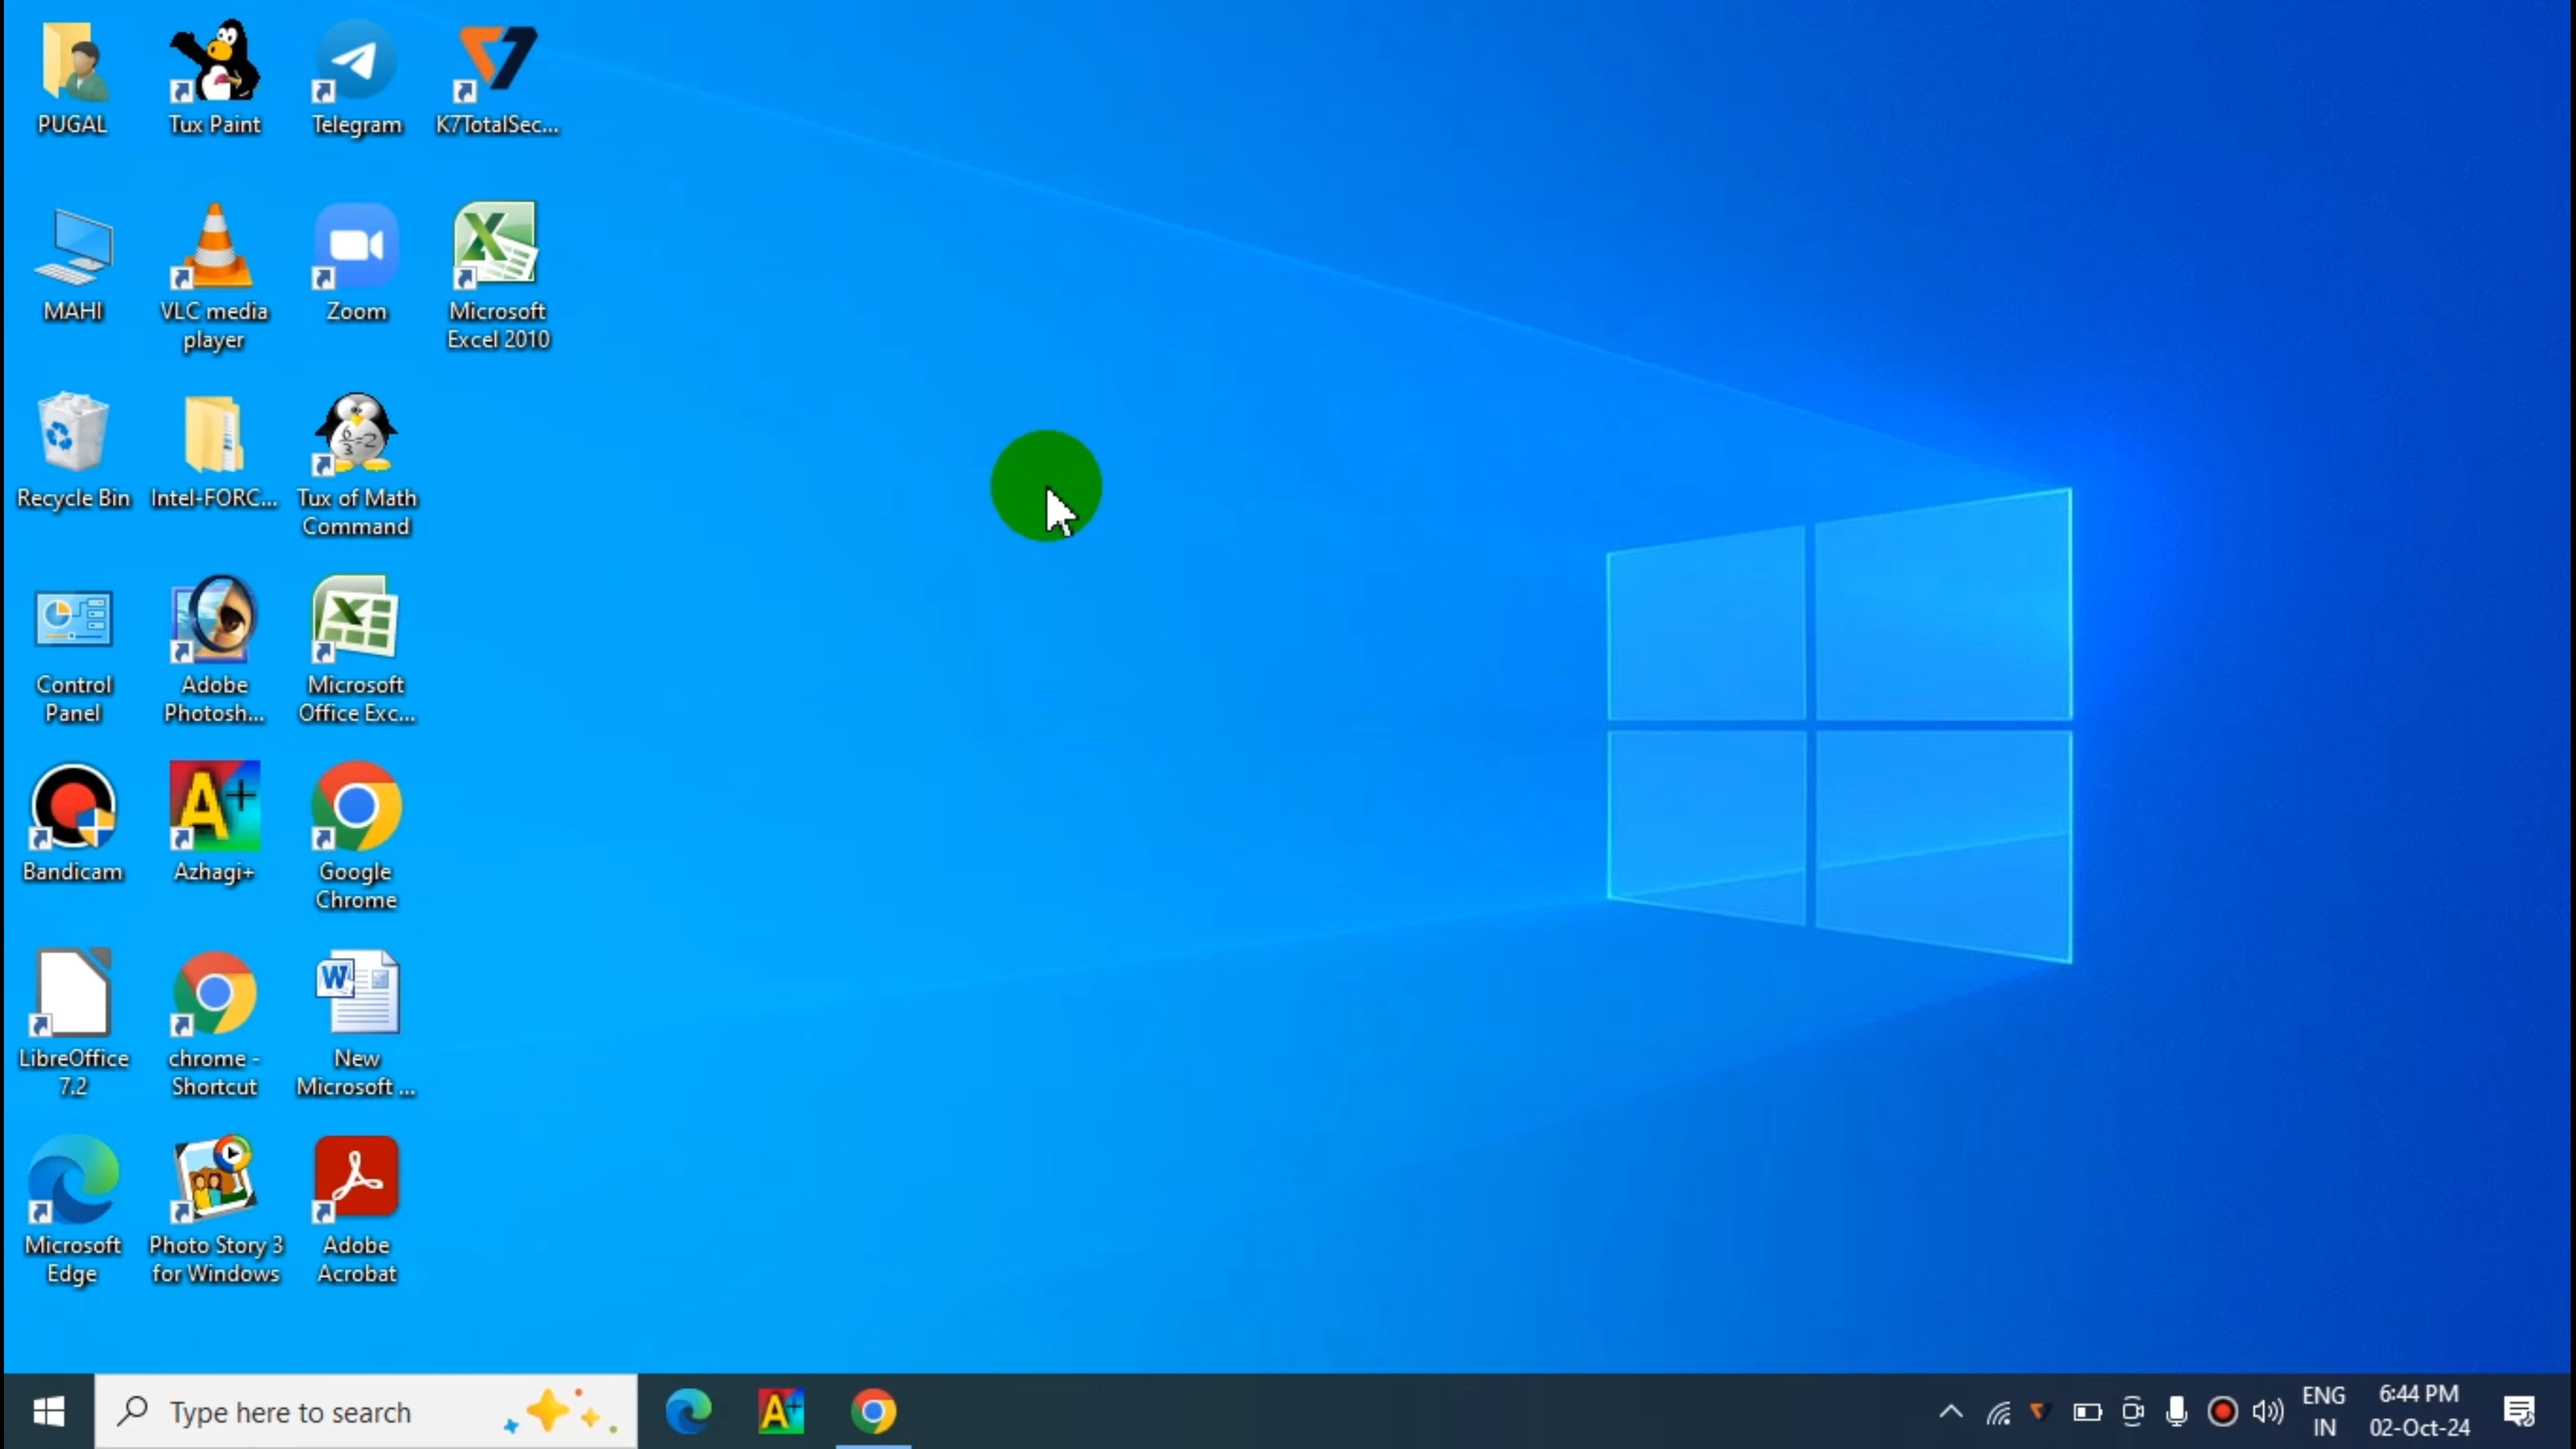 PUGAL
Tux Paint
Telegram
K7TotalSec...
MAHI
VLC media
player
Zoom
Microsoft
Excel 2010
Recycle Bin
Intel-FORC...
6
3 =2
Tux of Math
Command
Control
Panel
Adobe
Photosh...
Microsoft
Office Exc...
Bandicam
A+
Azhagi+
Google
Chrome
LibreOffice
7.2
chrome -
Shortcut
W
New
Microsoft ...
Microsoft
Edge
Photo Story 3
for Windows
Adobe
Acrobat
Type here to search
A+
ENG
IN
6:44 PM
02-Oct-24